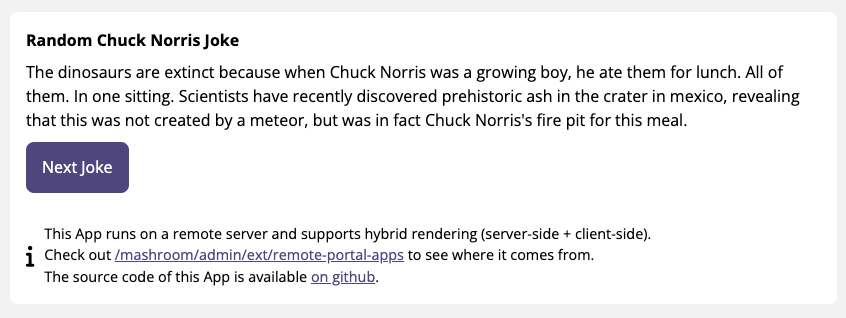 Random Chuck Norris Joke
The dinosaurs are extinct because when Chuck Norris was a growing boy, he ate them for lunch. All of
them. In one sitting. Scientists have recently discovered prehistoric ash in the crater in mexico, revealing
that this was not created by a meteor, but was in fact Chuck Norris's fire pit for this meal.
Next Joke
This App runs on a remote server and supports hybrid rendering (server-side + client-side).
Check out /mashroom/admin/ext/remote-portal-apps to see where it comes from.
The source code of this App is available on github.